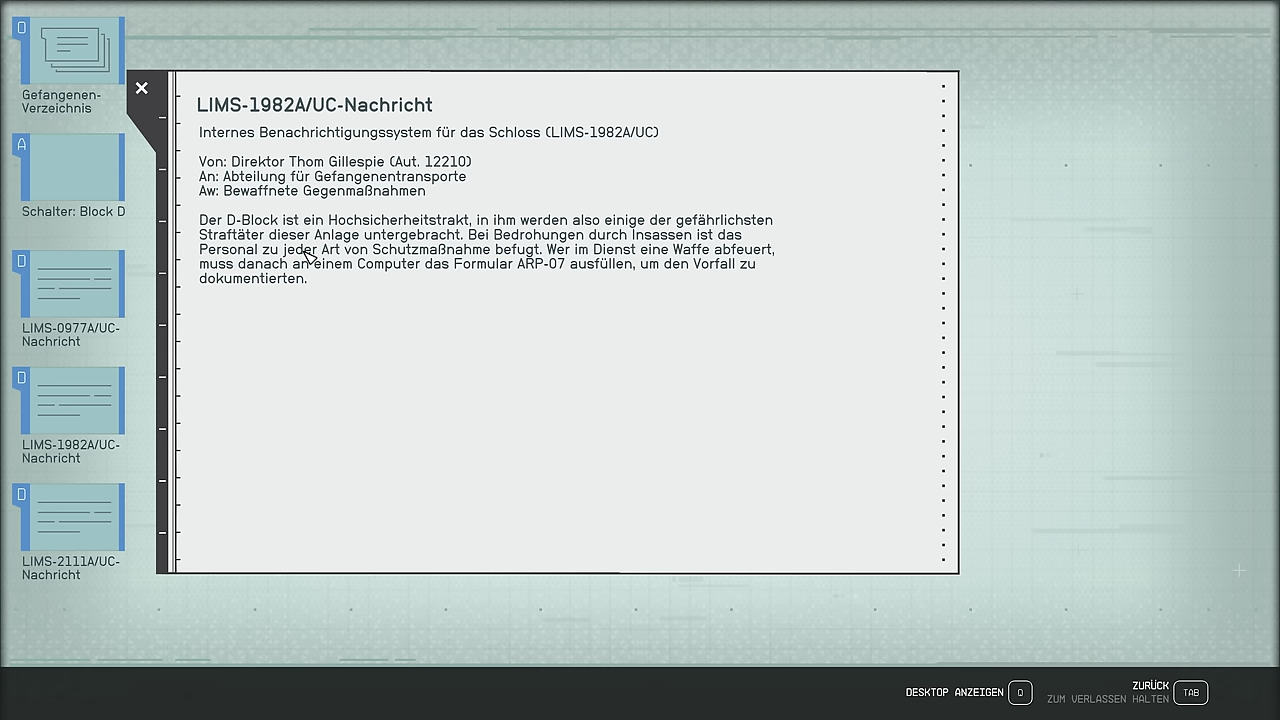 D
Gefangenen-
Verzeichnis
A
Schalter: Block D
D
LIMS-0977A/UC-
Nachricht
D
LIMS-1982A/UC-
Nachricht
D
LIMS-2111A/UC-
Nachricht
×
LIMS-1982A/UC-Nachricht
Internes Benachrichtigungssystem für das Schloss (LIMS-1982A/UC)
Von: Direktor Thom Gillespie (Aut. 12210)
An: Abteilung für Gefangenentransporte
Aw: Bewaffnete Gegenmaßnahmen
Der D-Block ist ein Hochsicherheitstrakt, in ihm werden also einige der gefährlichsten
Straftäter dieser Anlage untergebracht. Bei Bedrohungen durch Insassen ist das
Personal zu jeder Art von Schutzmaßnahme befugt. Wer im Dienst eine Waffe abfeuert,
muss danach an einem Computer das Formular ARP-07 ausfüllen, um den Vorfall zu
dokumentierten.
DESKTOP ANZEIGEN Q
ZURÜCK
ZUM VERLASSEN HALTEN TAB